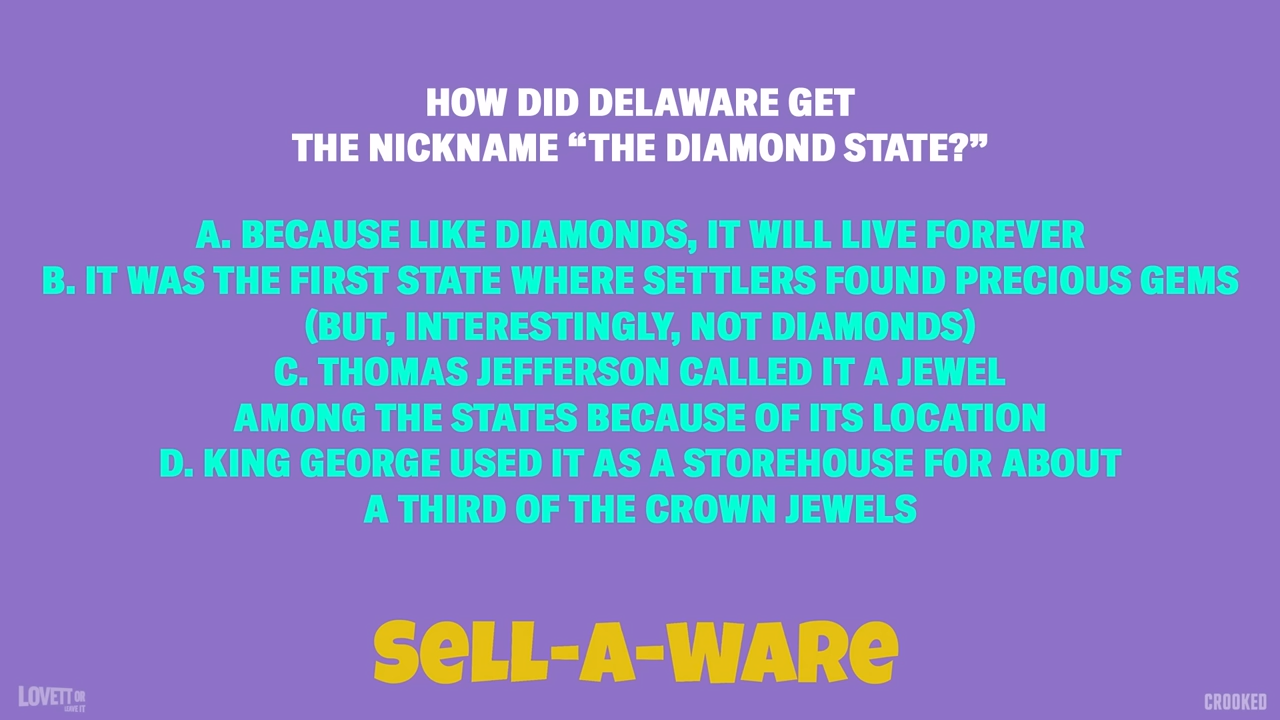 HOW DID DELAWARE GET
THE NICKNAME “THE DIAMOND STATE?”
A. BECAUSE LIKE DIAMONDS, IT WILL LIVE FOREVER
B. IT WAS THE FIRST STATE WHERE SETTLERS FOUND PRECIOUS GEMS
(BUT, INTERESTINGLY, NOT DIAMONDS)
C. THOMAS JEFFERSON CALLED IT A JEWEL
AMONG THE STATES BECAUSE OF ITS LOCATION
D. KING GEORGE USED IT AS A STOREHOUSE FOR ABOUT
A THIRD OF THE CROWN JEWELS
SELL-A-WARE
LOVETT OR
LEAVE IT
CROOKED